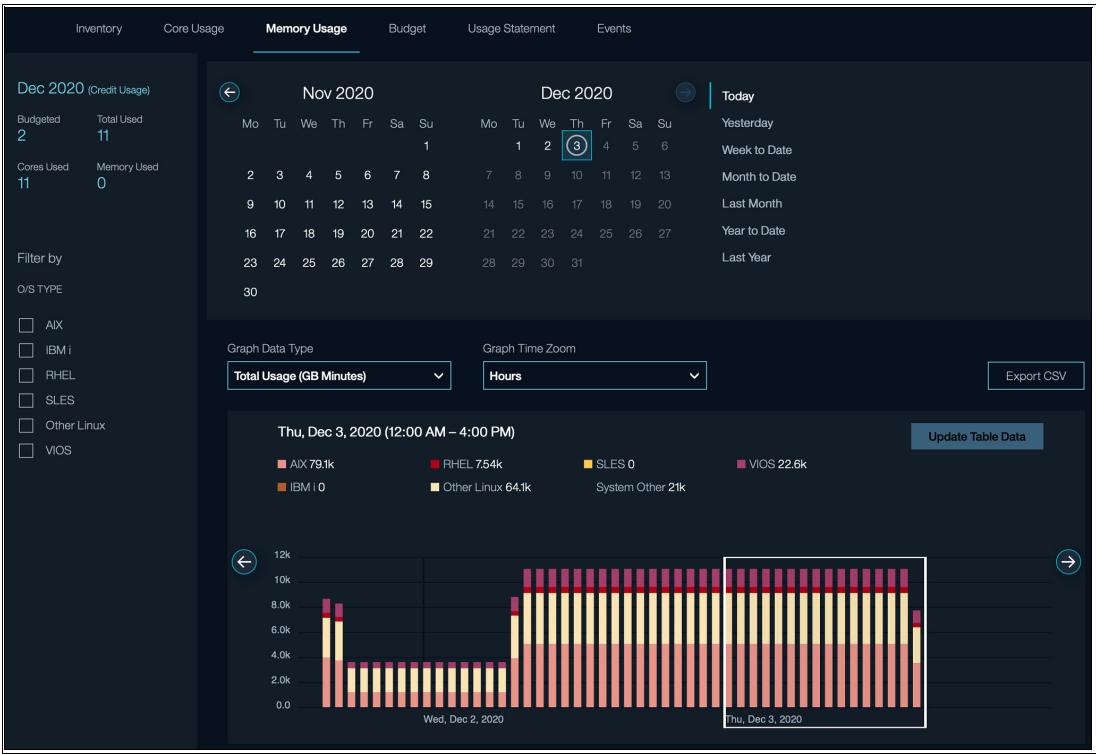 Inventory Core Usage Memory Usage Budget Usage Statement Events
Dec 2020 (Credit Usage)
Budgeted Total Used
2 11
Cores Used Memory Used
11 0
Filter by
O/S TYPE
AIX
IBM i
RHEL
SLES
Other Linux
VIOS
Nov 2020
Mo Tu We Th Fr Sa Su
1
2 3 4 5 6 7 8
9 10 11 12 13 14 15
16 17 18 19 20 21 22
23 24 25 26 27 28 29
30
Dec 2020
Mo Tu We Th Fr Sa Su
1 2 3 4 5 6
7 8 9 10 11 12 13
14 15 16 17 18 19 20
21 22 23 24 25 26 27
28 29 30 31
Today
Yesterday
Week to Date
Month to Date
Last Month
Year to Date
Last Year
Graph Data Type Graph Time Zoom
Total Usage (GB Minutes) Hours Export CSV
Thu, Dec 3, 2020 (12:00 AM – 4:00 PM) Update Table Data
AIX 79.1k RHEL 7.54k SLES 0 VIOS 22.6k
IBM i 0 Other Linux 64.1k System Other 21k
12k
10k
8.0k
6.0k
4.0k
2.0k
0.0
Wed, Dec 2, 2020 Thu, Dec 3, 2020